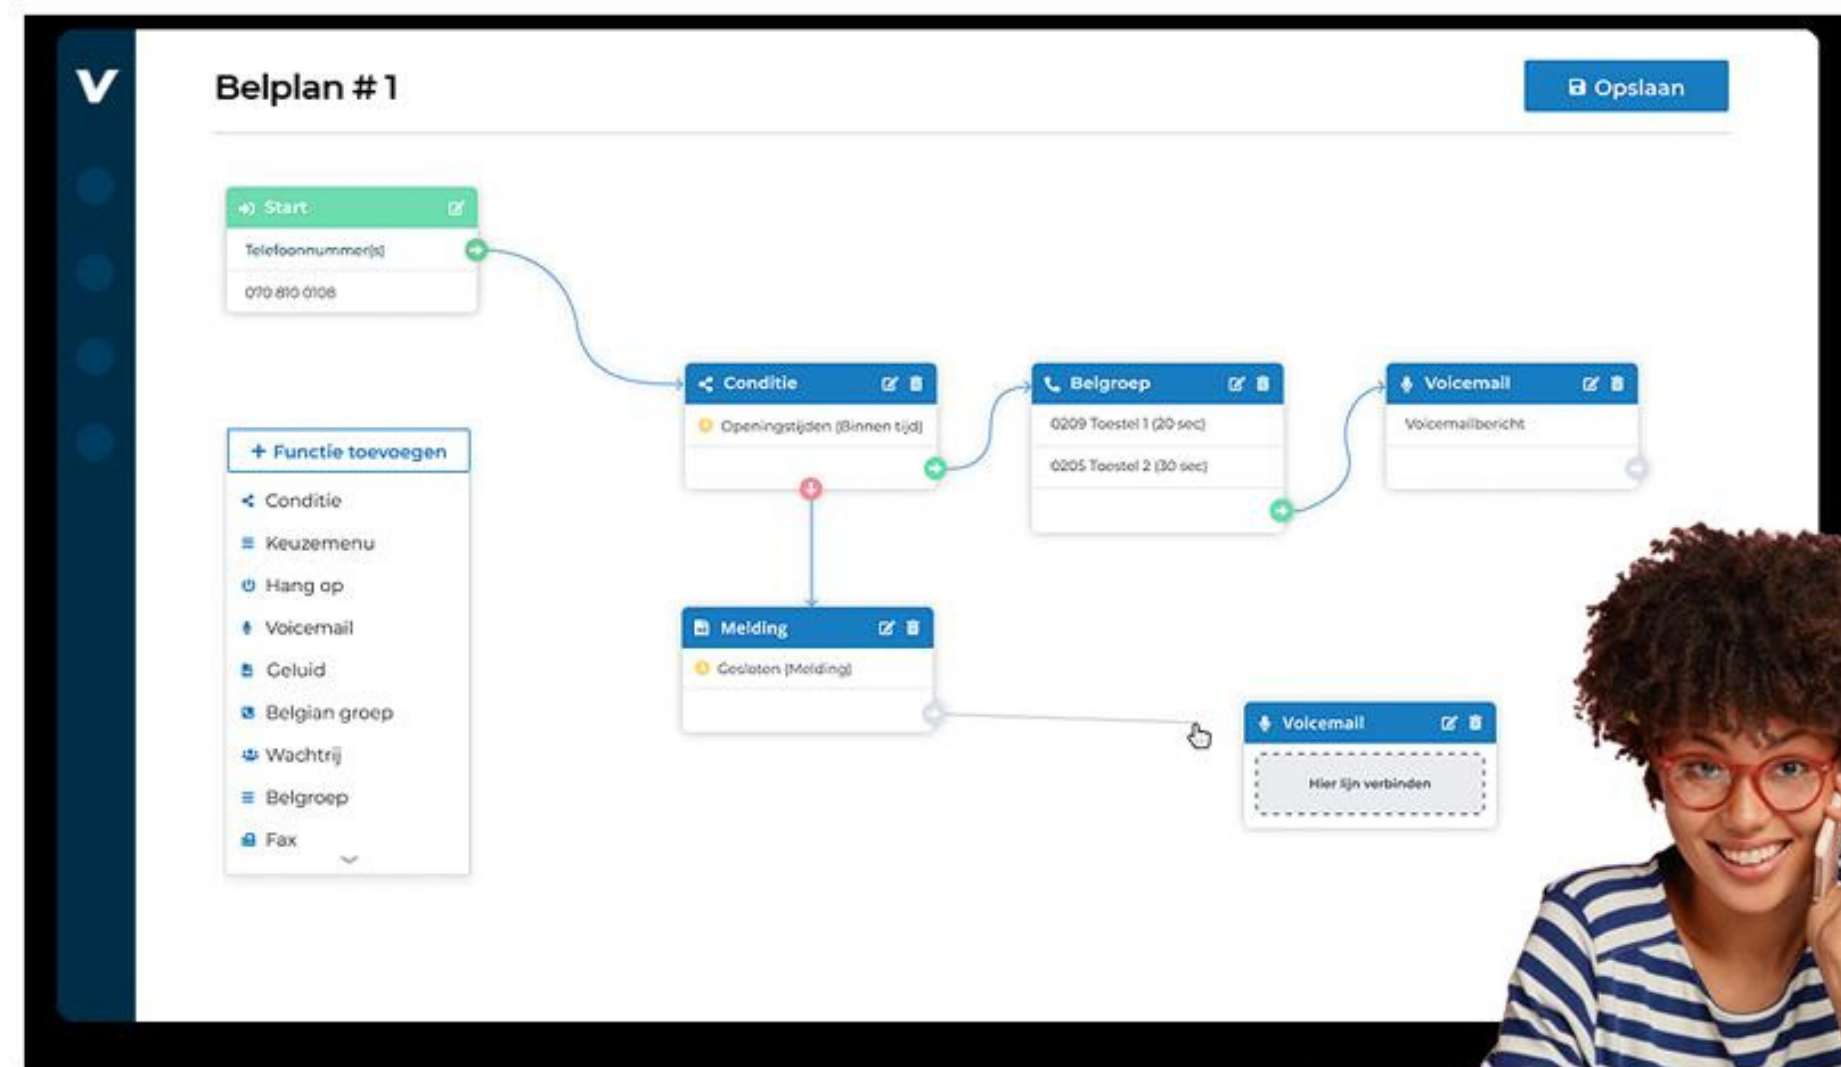 V
Belplan # 1
Opslaan
Start
Telefoonnummer(s)
070 810 0108
+ Functie toevoegen
Conditie
Keuzemenu
Hang op
Voicemail
Geluid
Belgian groep
Wachtrij
Belgroep
Fax
Conditie
Openingstijden (Binnen tijd)
Belgroep
0209 Toestel 1 (20 sec)
0205 Toestel 2 (30 sec)
Voicemail
Voicemailbericht
Melding
Gesloten (Melding)
Voicemail
Hier lijn verbinden